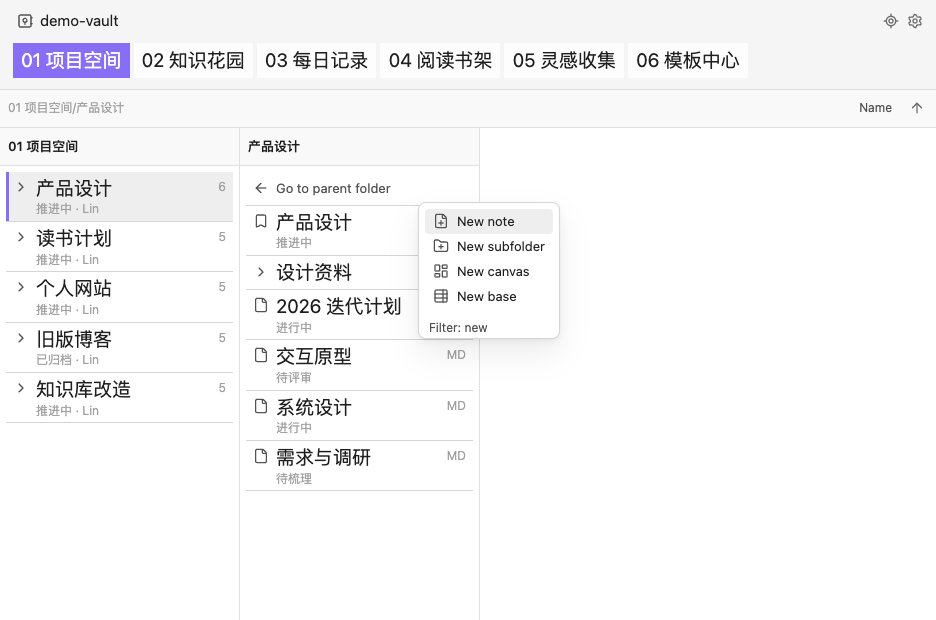 demo-vault
01 项目空间 02 知识花园 03 每日记录 04 阅读书架 05 灵感收集 06 模板中心
01 项目空间/产品设计
Name
01 项目空间
产品设计 6
推进中 · Lin
读书计划 5
推进中 · Lin
个人网站 5
推进中 · Lin
旧版博客 5
已归档 · Lin
知识库改造 5
推进中 · Lin
产品设计
Go to parent folder
产品设计
推进中
设计资料
2026 迭代计划
进行中
交互原型 MD
待评审
系统设计 MD
进行中
需求与调研 MD
待梳理
New note
New subfolder
New canvas
New base
Filter: new